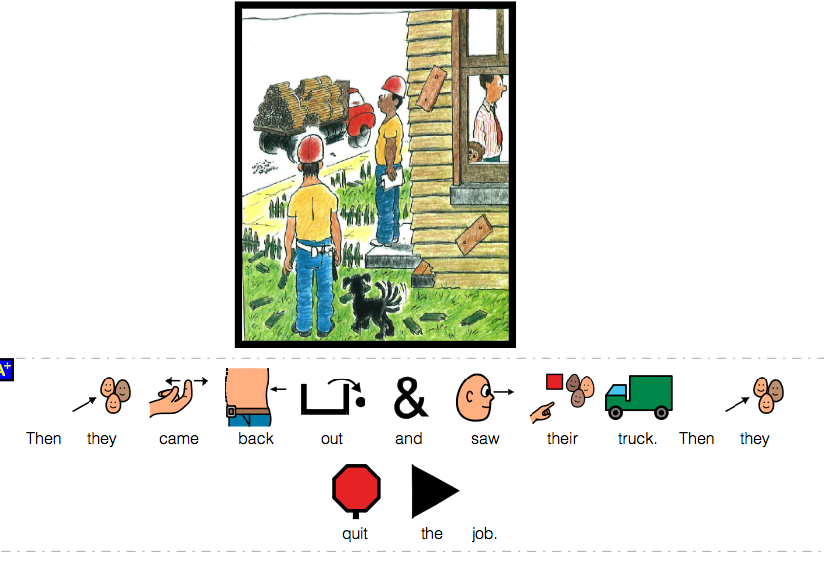 A+
&
Then they came back out and saw their truck. Then they
quit the job.